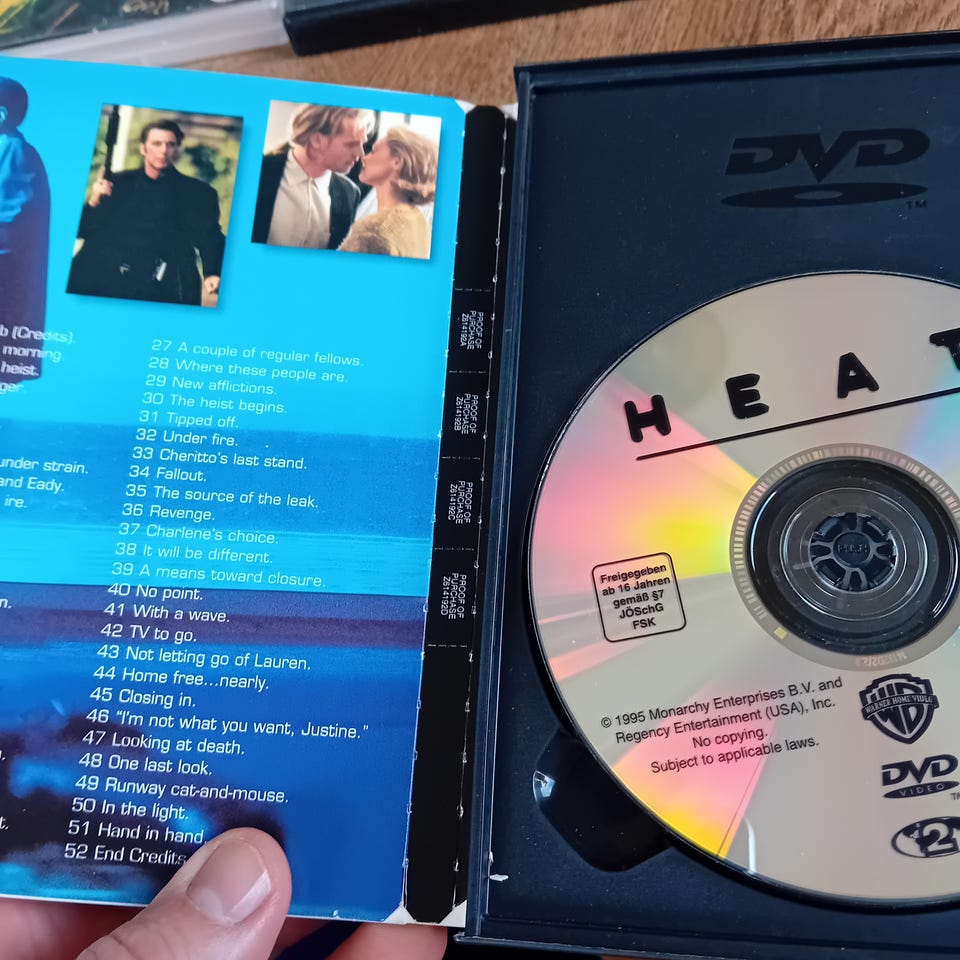 b (Credits).
morning
heist.
ger.
under strain.
and Eady.
ire.
n.
t.
27 A couple of regular fellows.
28 Where these people are.
29 New afflictions.
30 The heist begins.
31 Tipped off.
32 Under fire.
33 Cheritto's last stand.
34 Fallout.
35 The source of the leak.
36 Revenge.
37 Charlene's choice.
38 It will be different.
39 A means toward closure.
40 No point.
41 With a wave.
42 TV to go.
43 Not letting go of Lauren.
44 Home free...nearly.
45 Closing in.
46 "I'm not what you want, Justine."
47 Looking at death.
48 One last look.
49 Runway cat-and-mouse.
50 In the light.
51 Hand in hand.
52 End Credits
PROOF OF
PURCHASE
Z614192A
PROOF OF
PURCHASE
Z614192B
PROOF OF
PURCHASE
Z614192C
PROOF OF
PURCHASE
Z614192D
DVD
TM
HEAT
PUSH
Freigegeben
ab 16 Jahren
gemäß §7
JÖSchG
FSK
© 1995 Monarchy Enterprises B.V. and
Regency Entertainment (USA), Inc.
No copying.
Subject to applicable laws.
WARNER HOME VIDEO
DVD
VIDEO
TM
2